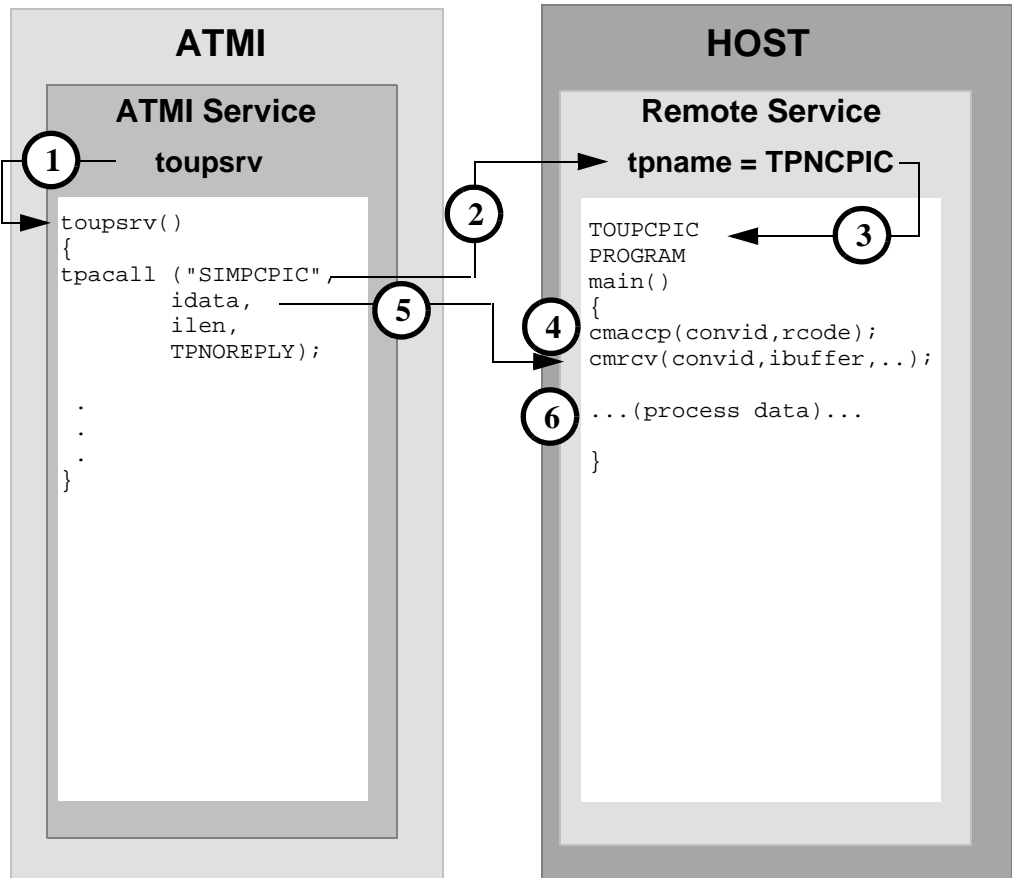 ATMI
ATMI Service
1
toupsrv
toupsrv()
{
tpacall ("SIMPCPIC",
idata,
ilen,
TPNOREPLY);
.
.
.
}
2
5
HOST
Remote Service
tpname = TPNCPIC
3
TOUPCPIC
PROGRAM
main()
{
4
cmaccp(convid,rcode);
cmrcv(convid,ibuffer,..);
6
...(process data)...
}